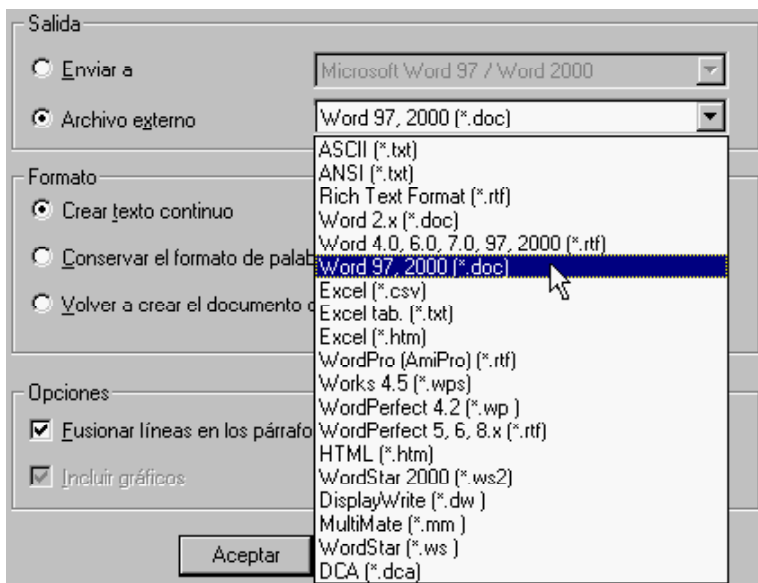 Salida
Enviar a
Microsoft Word 97 / Word 2000
Archivo externo
Word 97, 2000 (*.doc)
ASCII (*.txt)
ANSI (*.txt)
Rich Text Format (*.rtf)
Word 2.x (*.doc)
Word 4.0, 6.0, 7.0, 97, 2000 (*.rtf)
Word 97, 2000 (*.doc)
Excel (*.csv)
Excel tab. (*.txt)
Excel (*.htm)
WordPro (AmiPro) (*.rtf)
Works 4.5 (*.wps)
WordPerfect 4.2 (*.wp )
WordPerfect 5, 6, 8.x (*.rtf)
HTML (*.htm)
WordStar 2000 (*.ws2)
DisplayWrite (*.dw )
MultiMate (*.mm )
WordStar (*.ws )
DCA (*.dca)
Formato
Crear texto continuo
Conservar el formato de palab
Volver a crear el documento
Opciones
Fusionar líneas en los párrafo
Incluir gráficos
Aceptar